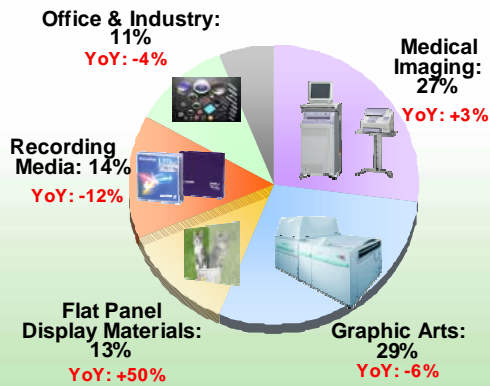 Office & Industry:
11%
YoY: -4%
Medical
Imaging:
27%
YoY: +3%
Recording
Media: 14%
YoY: -12%
Flat Panel
Display Materials:
13%
YoY: +50%
Graphic Arts:
29%
YoY: -6%